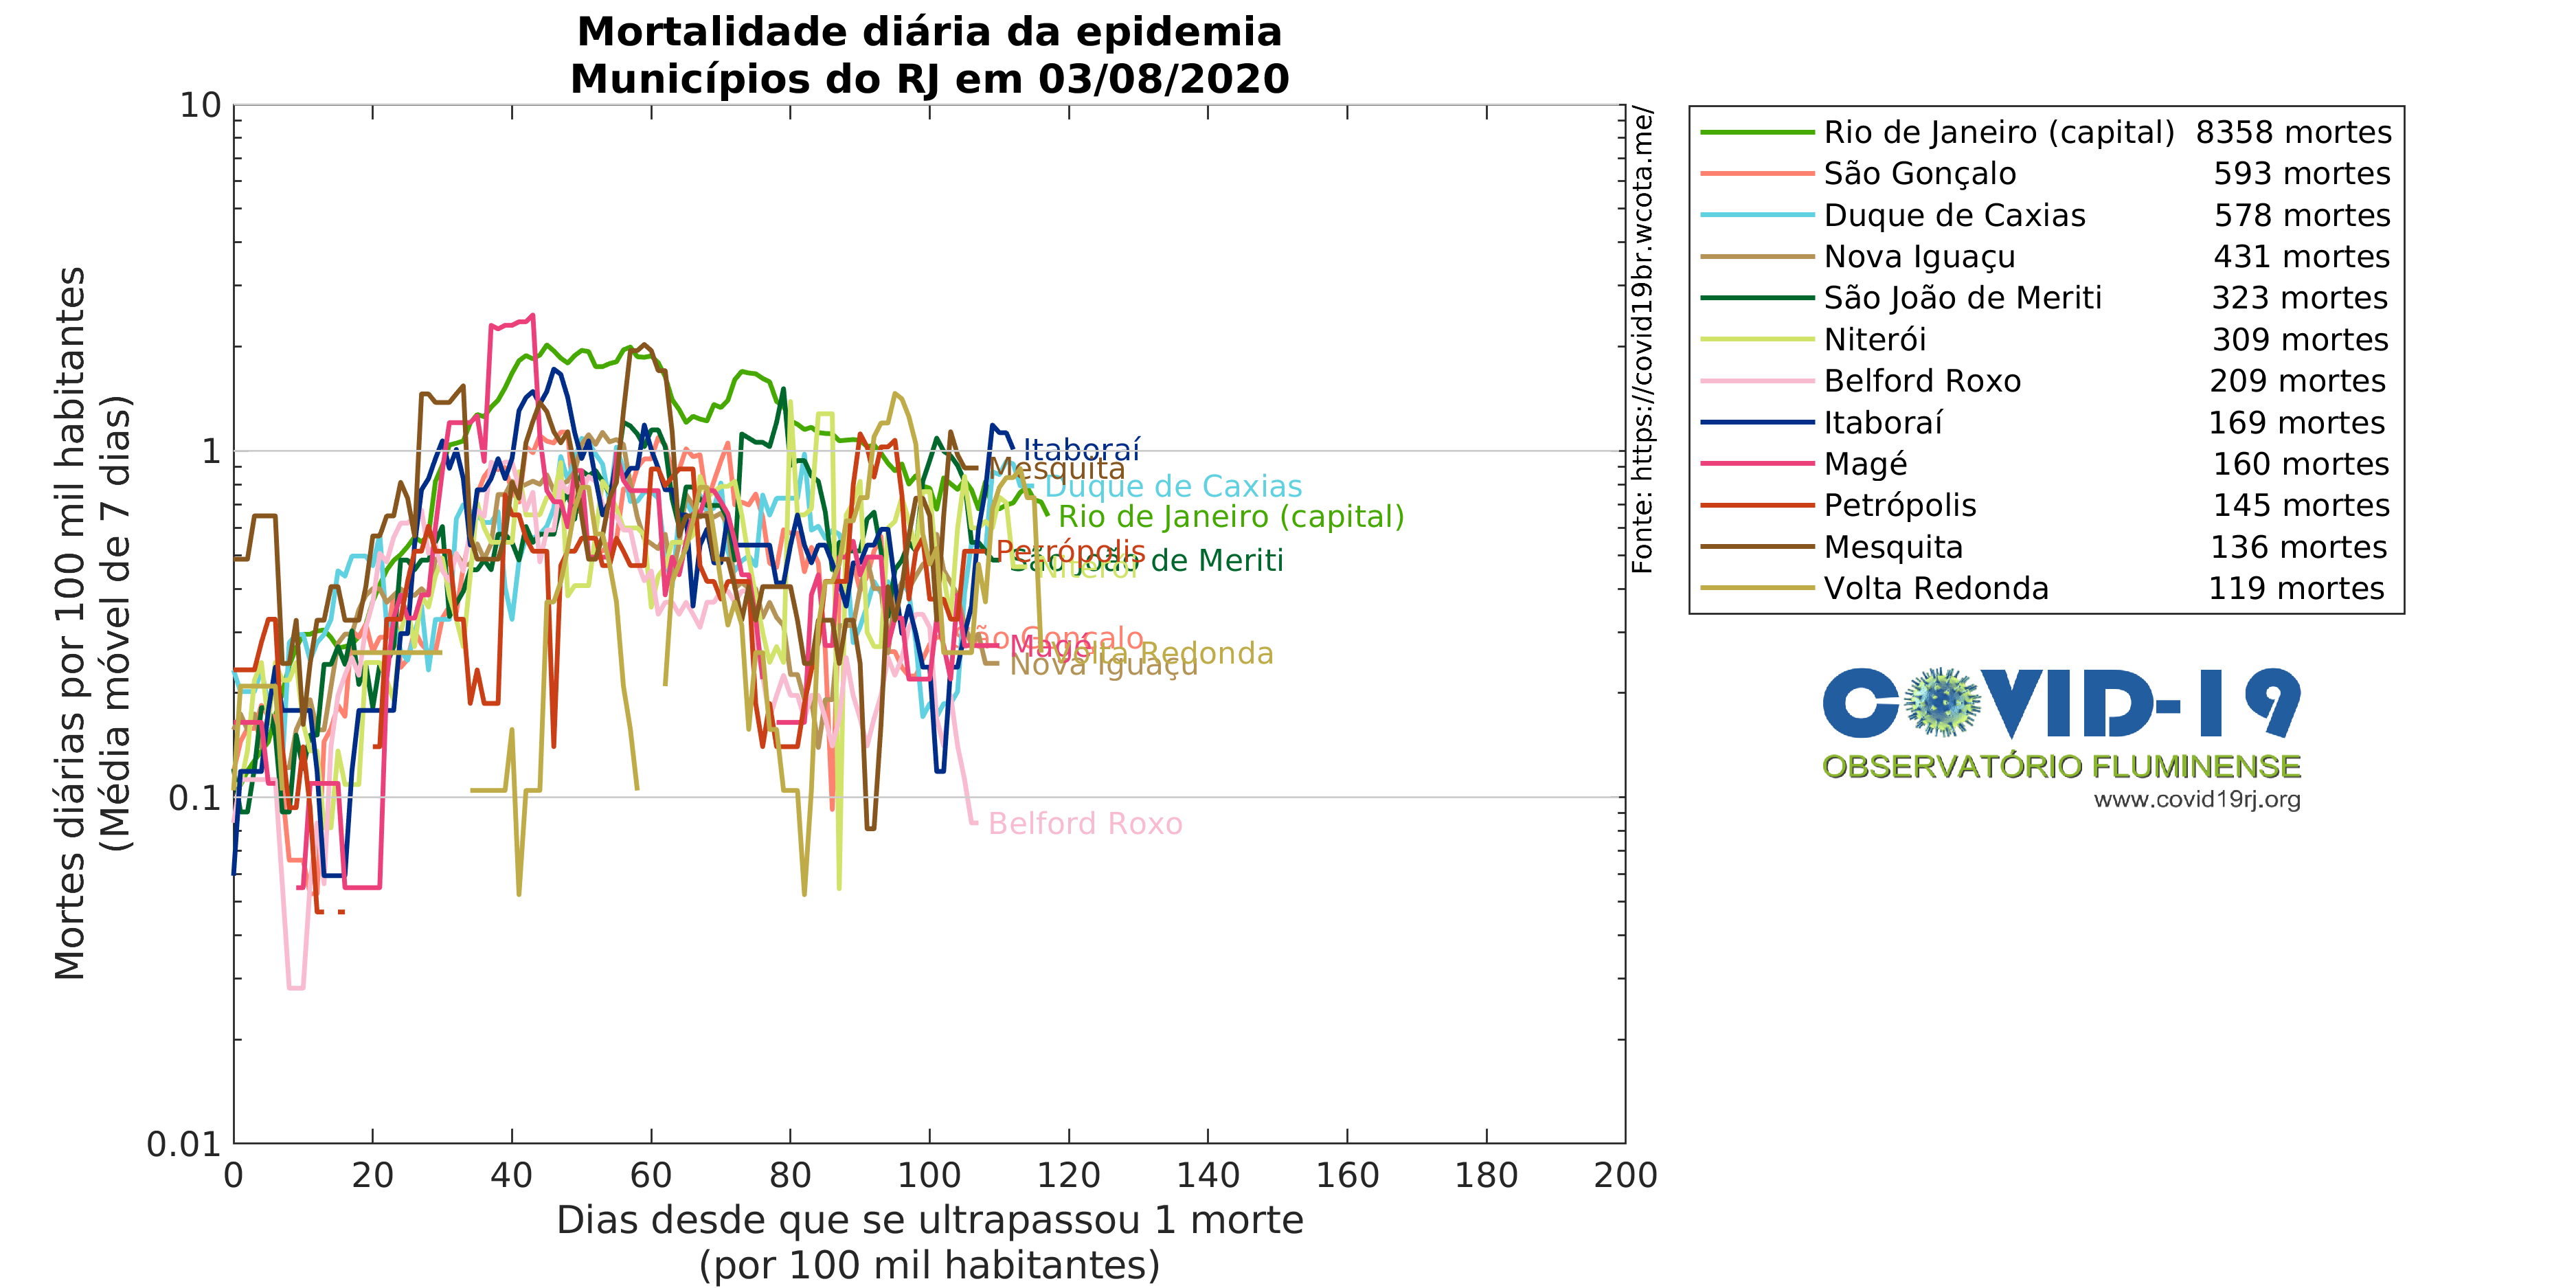 Mortalidade diária da epidemia
Municípios do RJ em 03/08/2020
Mortes diárias por 100 mil habitantes
(Média móvel de 7 dias)
10
1
0.1
0.01
0 20 40 60 80 100 120 140 160 180 200
Dias desde que se ultrapassou 1 morte
(por 100 mil habitantes)
Itaboraí
Mesquita
Duque de Caxias
Rio de Janeiro (capital)
Petrópolis
São João de Meriti
Niterói
São Gonçalo
Magé
Volta Redonda
Nova Iguaçu
Belford Roxo
Fonte: https://covid19br.wcota.me/
Rio de Janeiro (capital) 8358 mortes
São Gonçalo 593 mortes
Duque de Caxias 578 mortes
Nova Iguaçu 431 mortes
São João de Meriti 323 mortes
Niterói 309 mortes
Belford Roxo 209 mortes
Itaboraí 169 mortes
Magé 160 mortes
Petrópolis 145 mortes
Mesquita 136 mortes
Volta Redonda 119 mortes
COVID-19
OBSERVATÓRIO FLUMINENSE
www.covid19rj.org